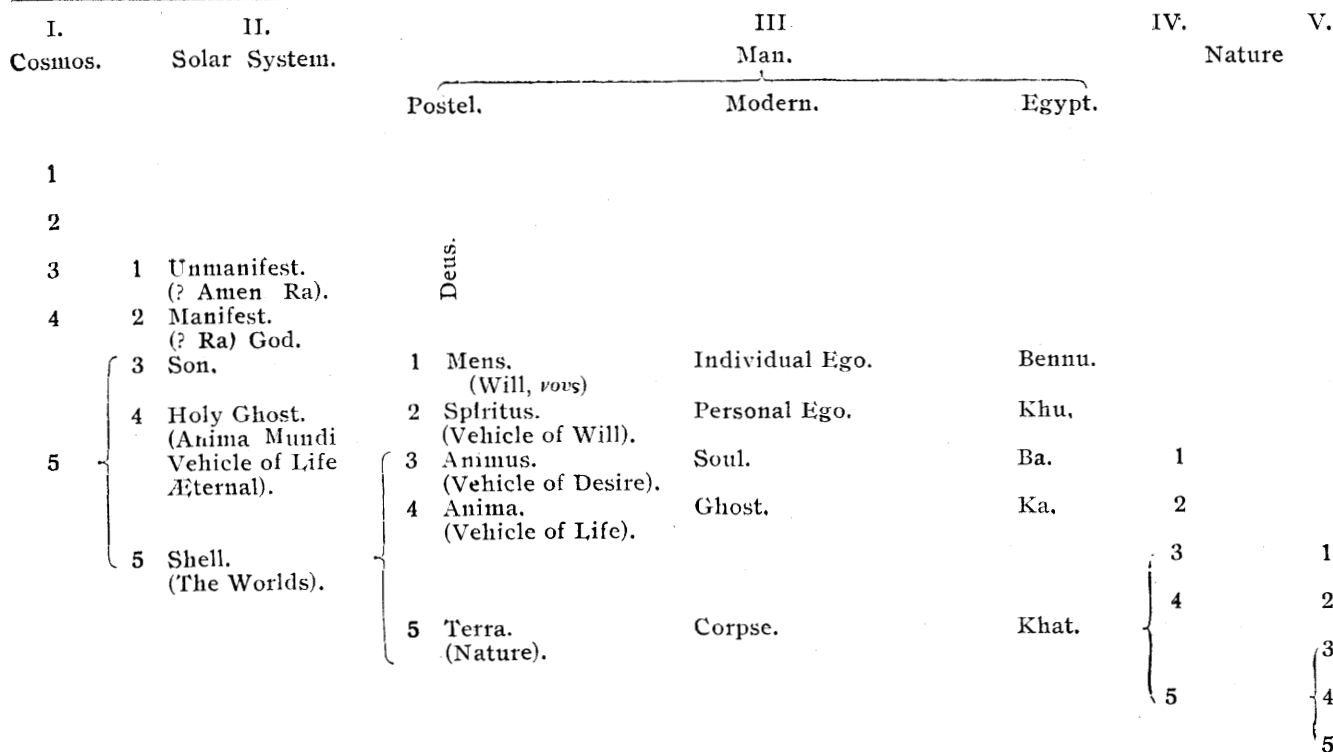 I. II. III IV. V.
Cosmos. Solar System. Man. Nature
Postel. Modern. Egypt.
1
2
Deus.
3 1 Unmanifest.
(? Amen Ra).
4 2 Manifest.
(? Ra) God.
3 Son. 1 Mens. Individual Ego. Bennu.
(Will, νους)
4 Holy Ghost. 2 Spiritus. Personal Ego. Khu.
(Anima Mundi (Vehicle of Will).
5 Vehicle of Life 3 Animus. Soul. Ba. 1
Æternal). (Vehicle of Desire).
4 Anima. Ghost. Ka. 2
(Vehicle of Life).
5 Shell. 3 1
(The Worlds).
4 2
5 Terra. Corpse. Khat.
(Nature). 3
5 4
5